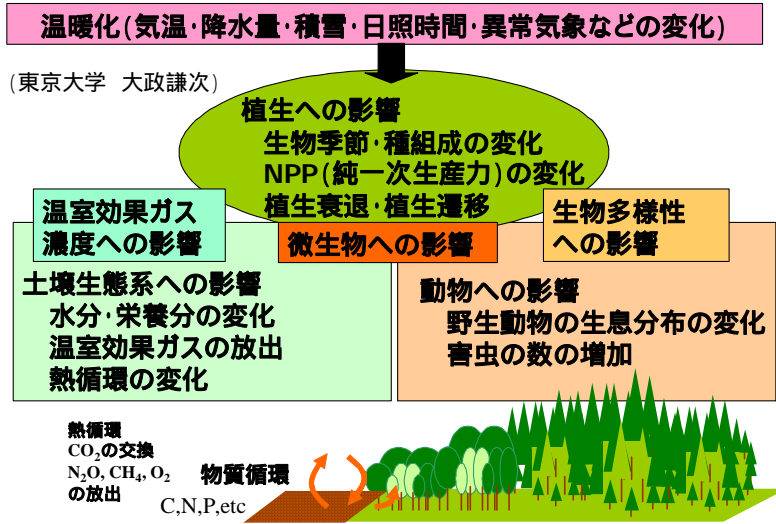 温暖化(気温･降水量･積雪･日照時間･異常気象などの変化)
(東京大学　大政謙次)
植生への影響
生物季節･種組成の変化
NPP(純一次生産力)の変化
植生衰退･植生遷移
温室効果ガス
濃度への影響
微生物への影響
生物多様性
への影響
土壌生態系への影響
水分･栄養分の変化
温室効果ガスの放出
熱循環の変化
動物への影響
野生動物の生息分布の変化
害虫の数の増加
熱循環
CO₂の交換
N₂O, CH₄, O₂
の放出
物質循環
C,N,P,etc